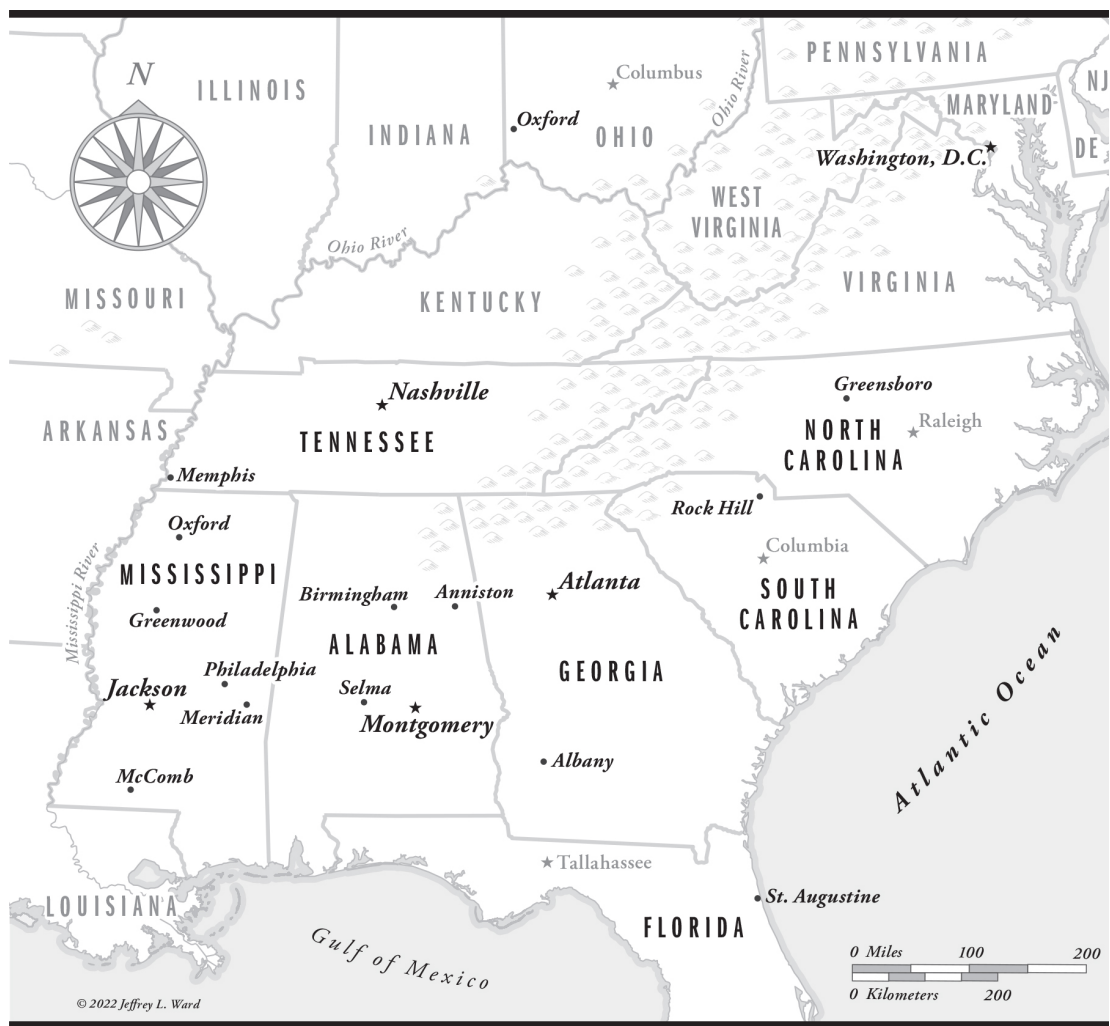 PENNSYLVANIA
N
ILLINOIS
Columbus
Ohio River
NJ
MARYLAND
INDIANA
Oxford
OHIO
DE
Washington, D.C.
WEST
VIRGINIA
Ohio River
MISSOURI
KENTUCKY
VIRGINIA
Nashville
Greensboro
ARKANSAS
TENNESSEE
NORTH
CAROLINA
Raleigh
Memphis
Rock Hill
Oxford
Columbia
Mississippi River
MISSISSIPPI
Birmingham
Anniston
Atlanta
SOUTH
CAROLINA
Greenwood
ALABAMA
GEORGIA
Philadelphia
Jackson
Selma
Meridian
Montgomery
Atlantic Ocean
Albany
McComb
Tallahassee
St. Augustine
LOUISIANA
FLORIDA
Gulf of Mexico
0 Miles 100 200
0 Kilometers 200
© 2022 Jeffrey L. Ward